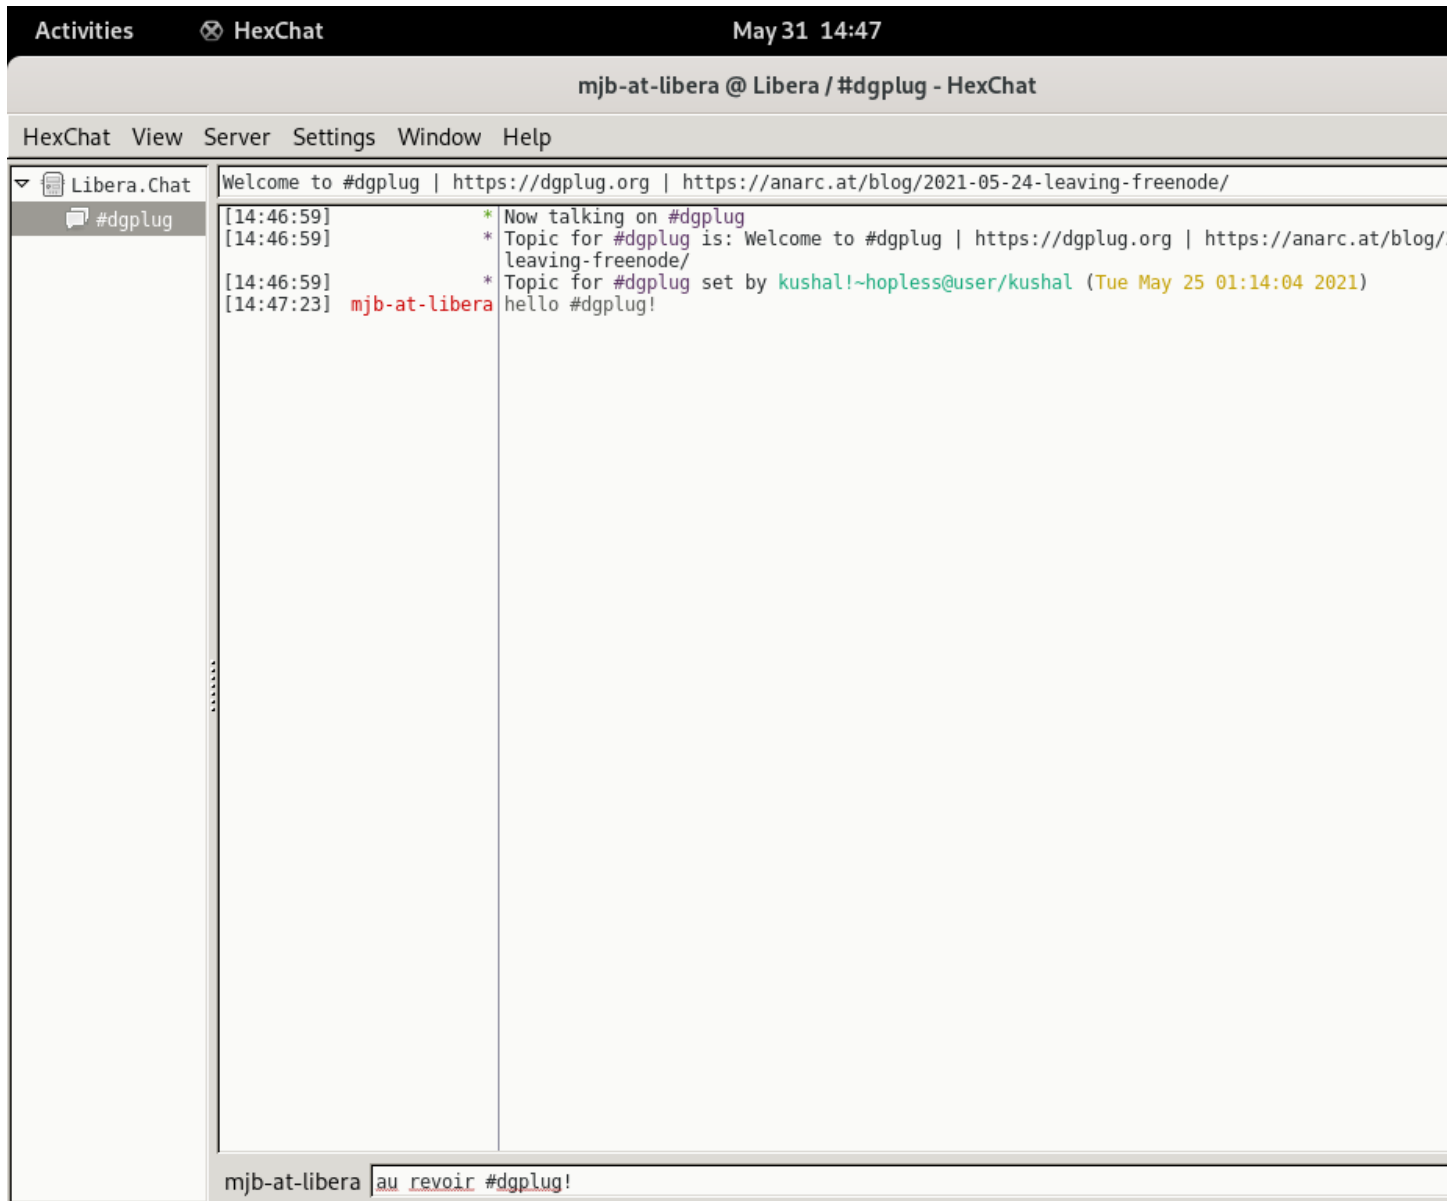 Activities HexChat May 31 14:47
mjb-at-libera @ Libera / #dgplug - HexChat
HexChat View Server Settings Window Help
Libera.Chat
#dgplug
Welcome to #dgplug | https://dgplug.org | https://anarc.at/blog/2021-05-24-leaving-freenode/
[14:46:59] * Now talking on #dgplug
[14:46:59] * Topic for #dgplug is: Welcome to #dgplug | https://dgplug.org | https://anarc.at/blog/
leaving-freenode/
[14:46:59] * Topic for #dgplug set by kushal!~hopless@user/kushal (Tue May 25 01:14:04 2021)
[14:47:23] mjb-at-libera hello #dgplug!
mjb-at-libera au revoir #dgplug!